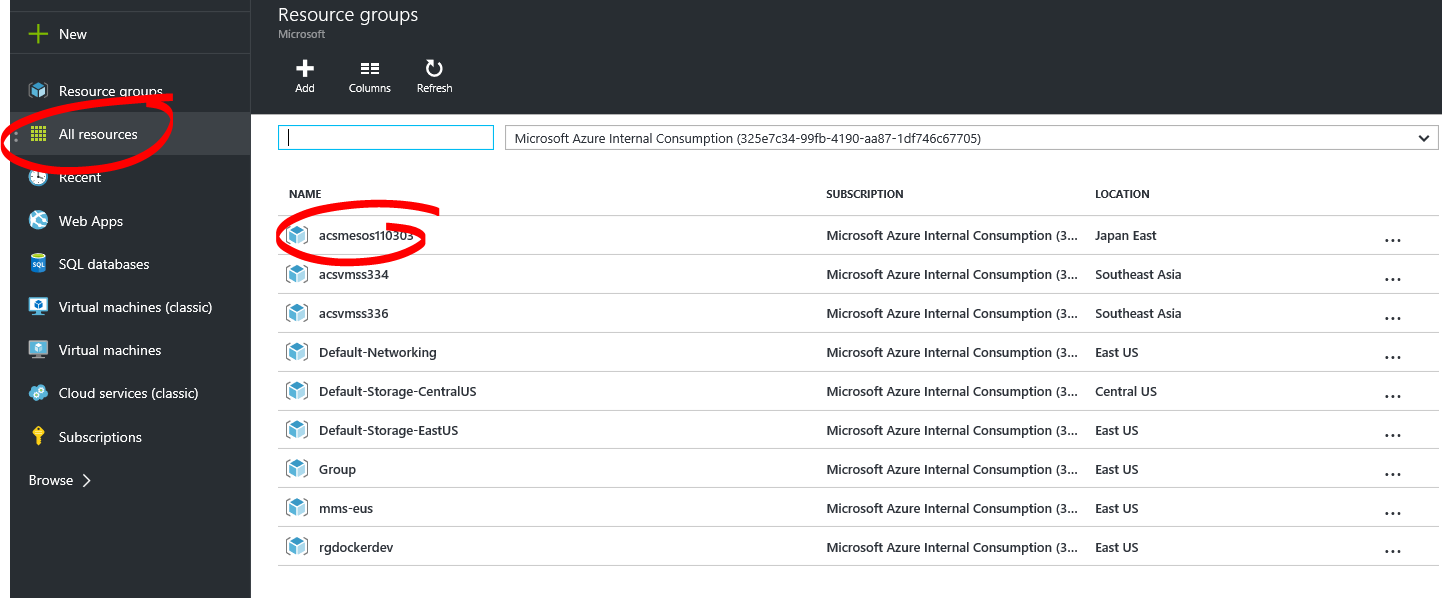 New
Resource groups
All resources
Recent
Web Apps
SQL databases
Virtual machines (classic)
Virtual machines
Cloud services (classic)
Subscriptions
Browse
Resource groups
Microsoft
Add Columns Refresh
Microsoft Azure Internal Consumption (325e7c34-99fb-4190-aa87-1df746c67705)
NAME SUBSCRIPTION LOCATION
acsmesos110303 Microsoft Azure Internal Consumption (3... Japan East ...
acsvmss334 Microsoft Azure Internal Consumption (3... Southeast Asia ...
acsvmss336 Microsoft Azure Internal Consumption (3... Southeast Asia ...
Default-Networking Microsoft Azure Internal Consumption (3... East US ...
Default-Storage-CentralUS Microsoft Azure Internal Consumption (3... Central US ...
Default-Storage-EastUS Microsoft Azure Internal Consumption (3... East US ...
Group Microsoft Azure Internal Consumption (3... East US ...
mms-eus Microsoft Azure Internal Consumption (3... East US ...
rgdockerdev Microsoft Azure Internal Consumption (3... East US ...